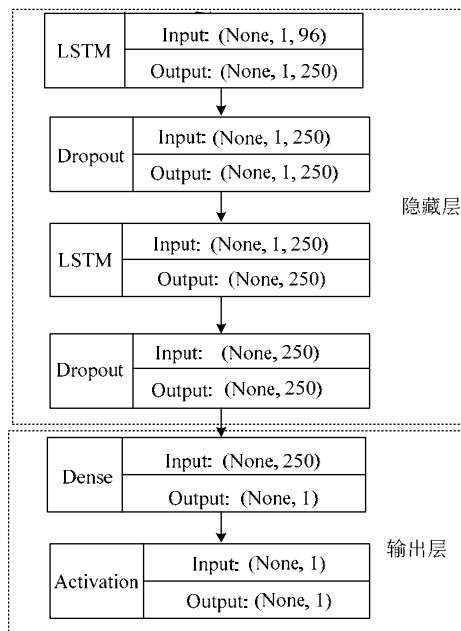 LSTM
Input: (None, 1, 96)
Output: (None, 1, 250)
Dropout
Input: (None, 1, 250)
Output: (None, 1, 250)
隐藏层
LSTM
Input: (None, 1, 250)
Output: (None, 250)
Dropout
Input: (None, 250)
Output: (None, 250)
Dense
Input: (None, 250)
Output: (None, 1)
输出层
Activation
Input: (None, 1)
Output: (None, 1)